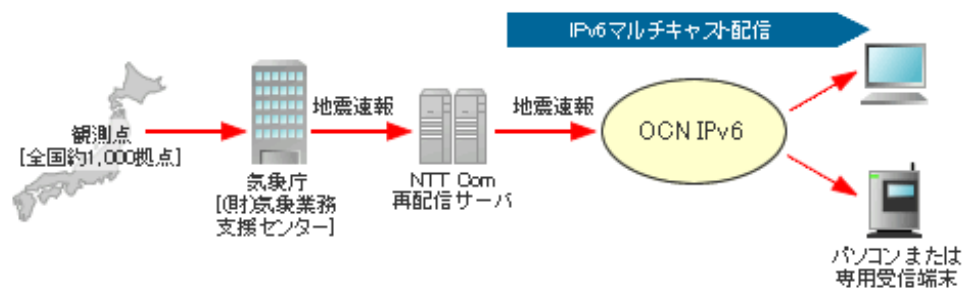 IPv6マルチキャスト配信
観測点
[全国約1,000拠点]
地震速報
気象庁
[(財)気象業務
支援センター]
NTT Com
再配信サーバ
地震速報
OCN IPv6
パソコンまたは
専用受信端末